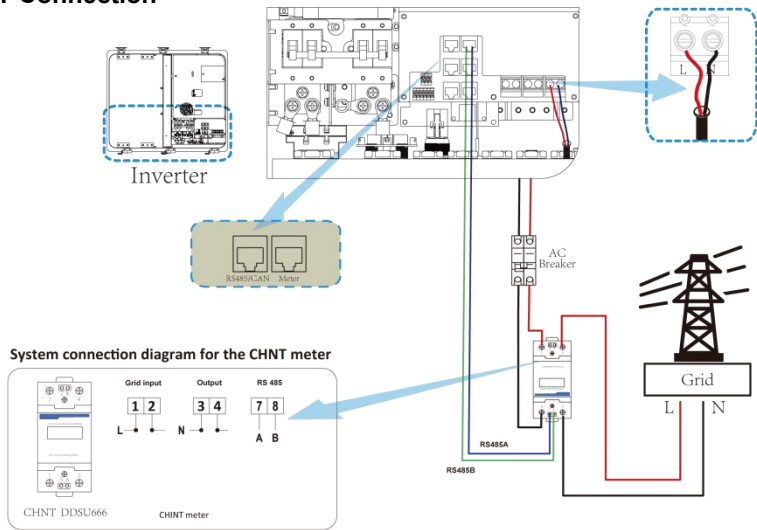 Connection
L N
Inverter
RS485/CAN Meter
AC
Breaker
System connection diagram for the CHNT meter
Grid input Output RS 485
1 2 3 4 7 8
L N A B
CHNT DDSU666
CHINT meter
RS485A
RS485B
Grid
L N